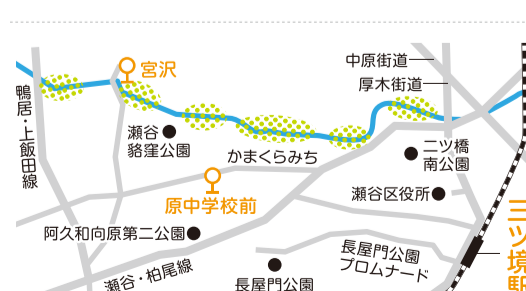 中原街道
宮沢
厚木街道
鴨居・上飯田線
瀬谷
貉窪公園
かまくらみち
二ツ橋
南公園
瀬谷区役所
原中学校前
三ツ境駅
阿久和向原第二公園
長屋門公園
プロムナード
瀬谷・柏尾線
長屋門公園